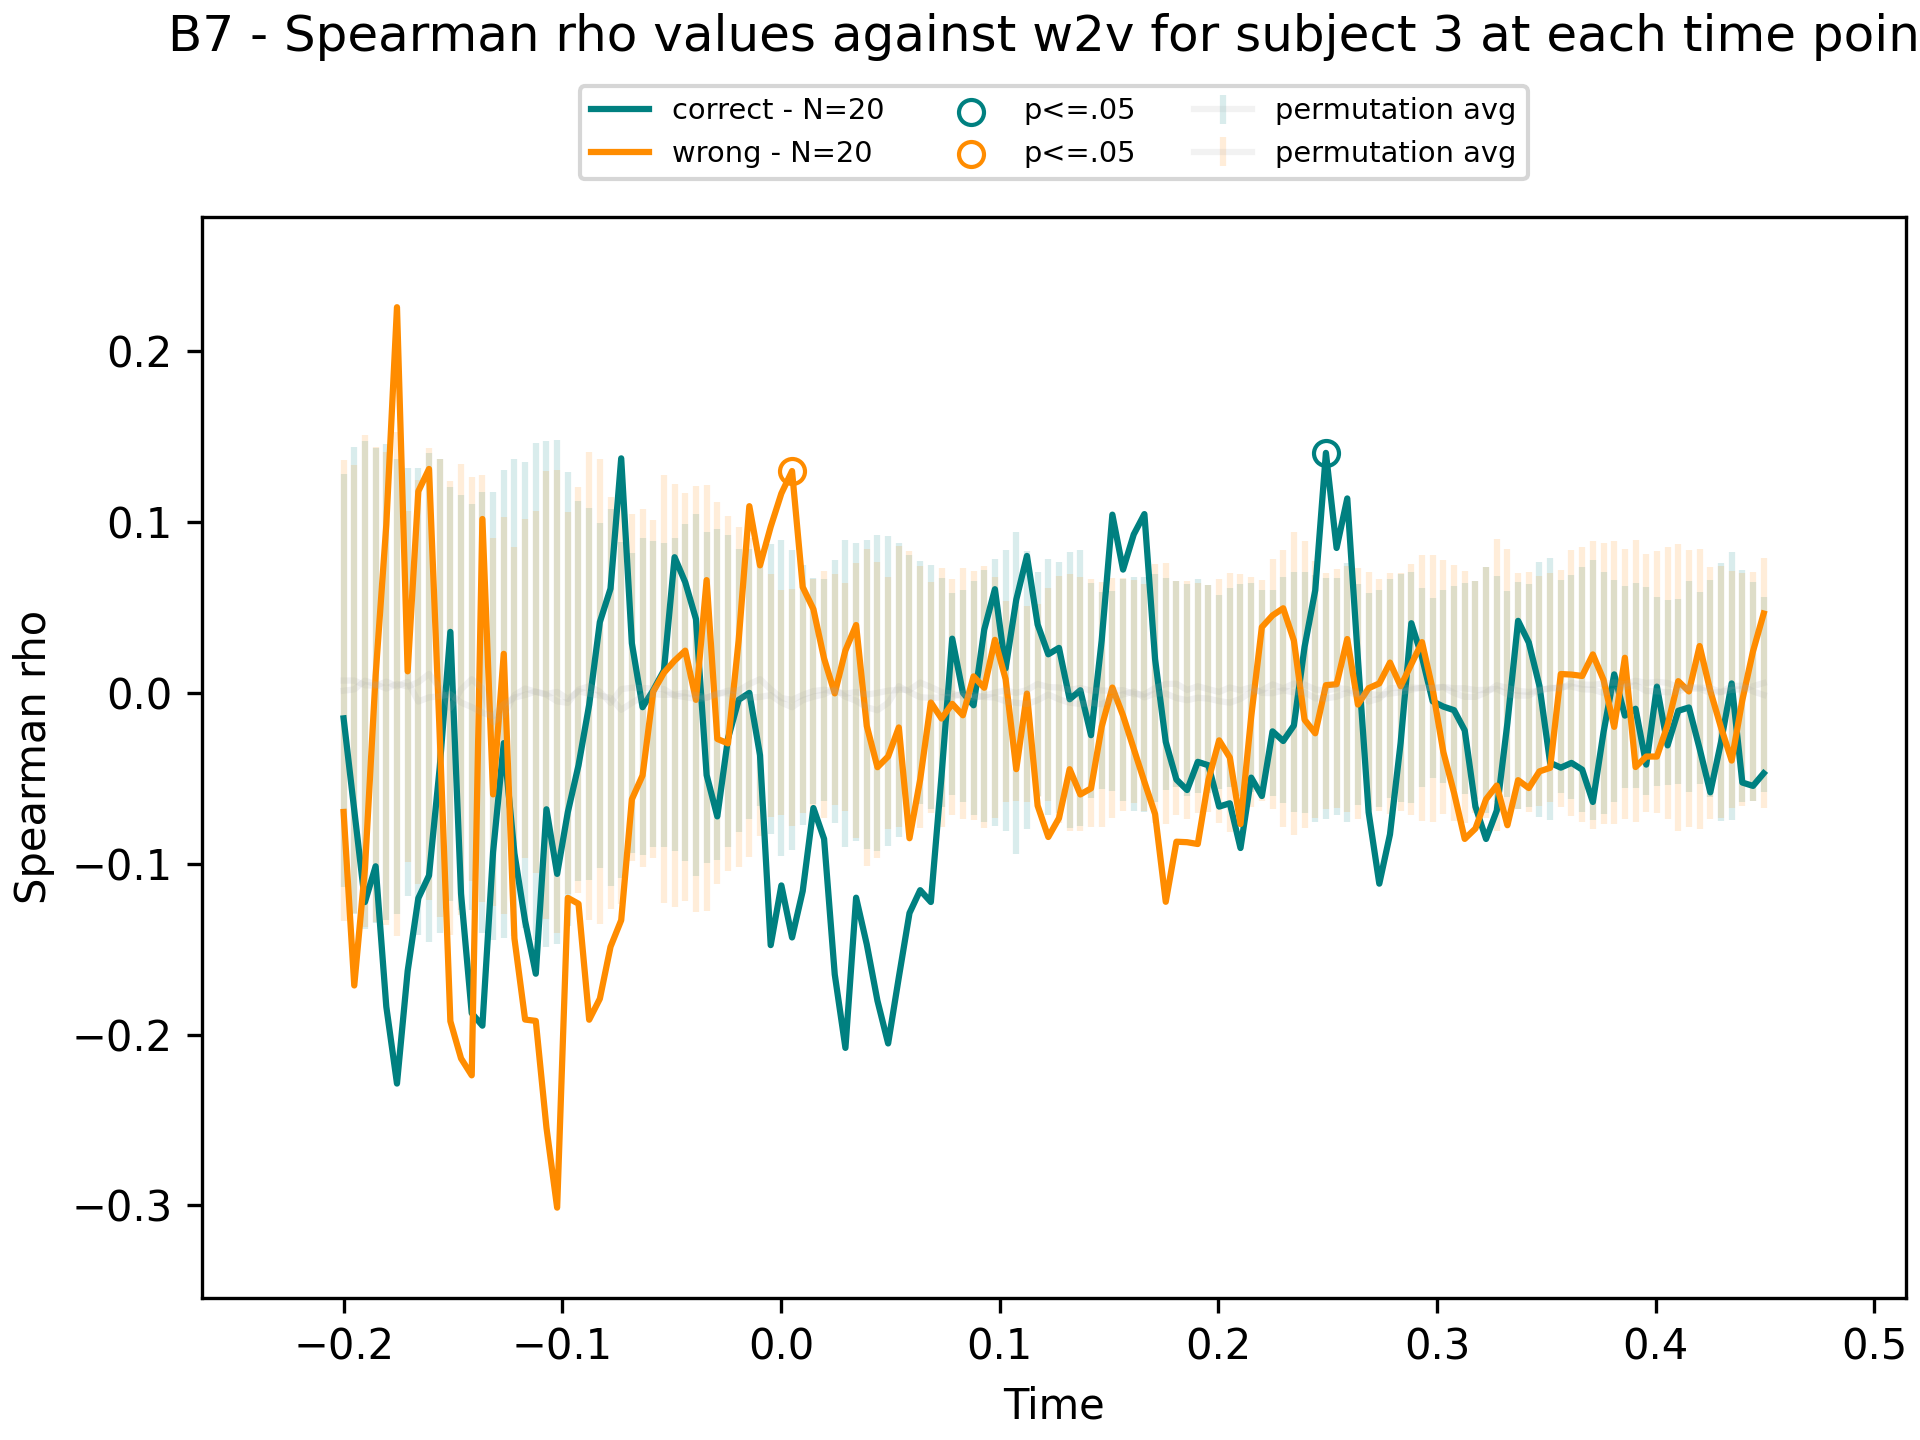 B7 - Spearman rho values against w2v for subject 3 at each time poin
correct - N=20 p<=.05 permutation avg
wrong - N=20 p<=.05 permutation avg
0.2
0.1
0.0
−0.1
−0.2
−0.3
Spearman rho
−0.2 −0.1 0.0 0.1 0.2 0.3 0.4 0.5
Time